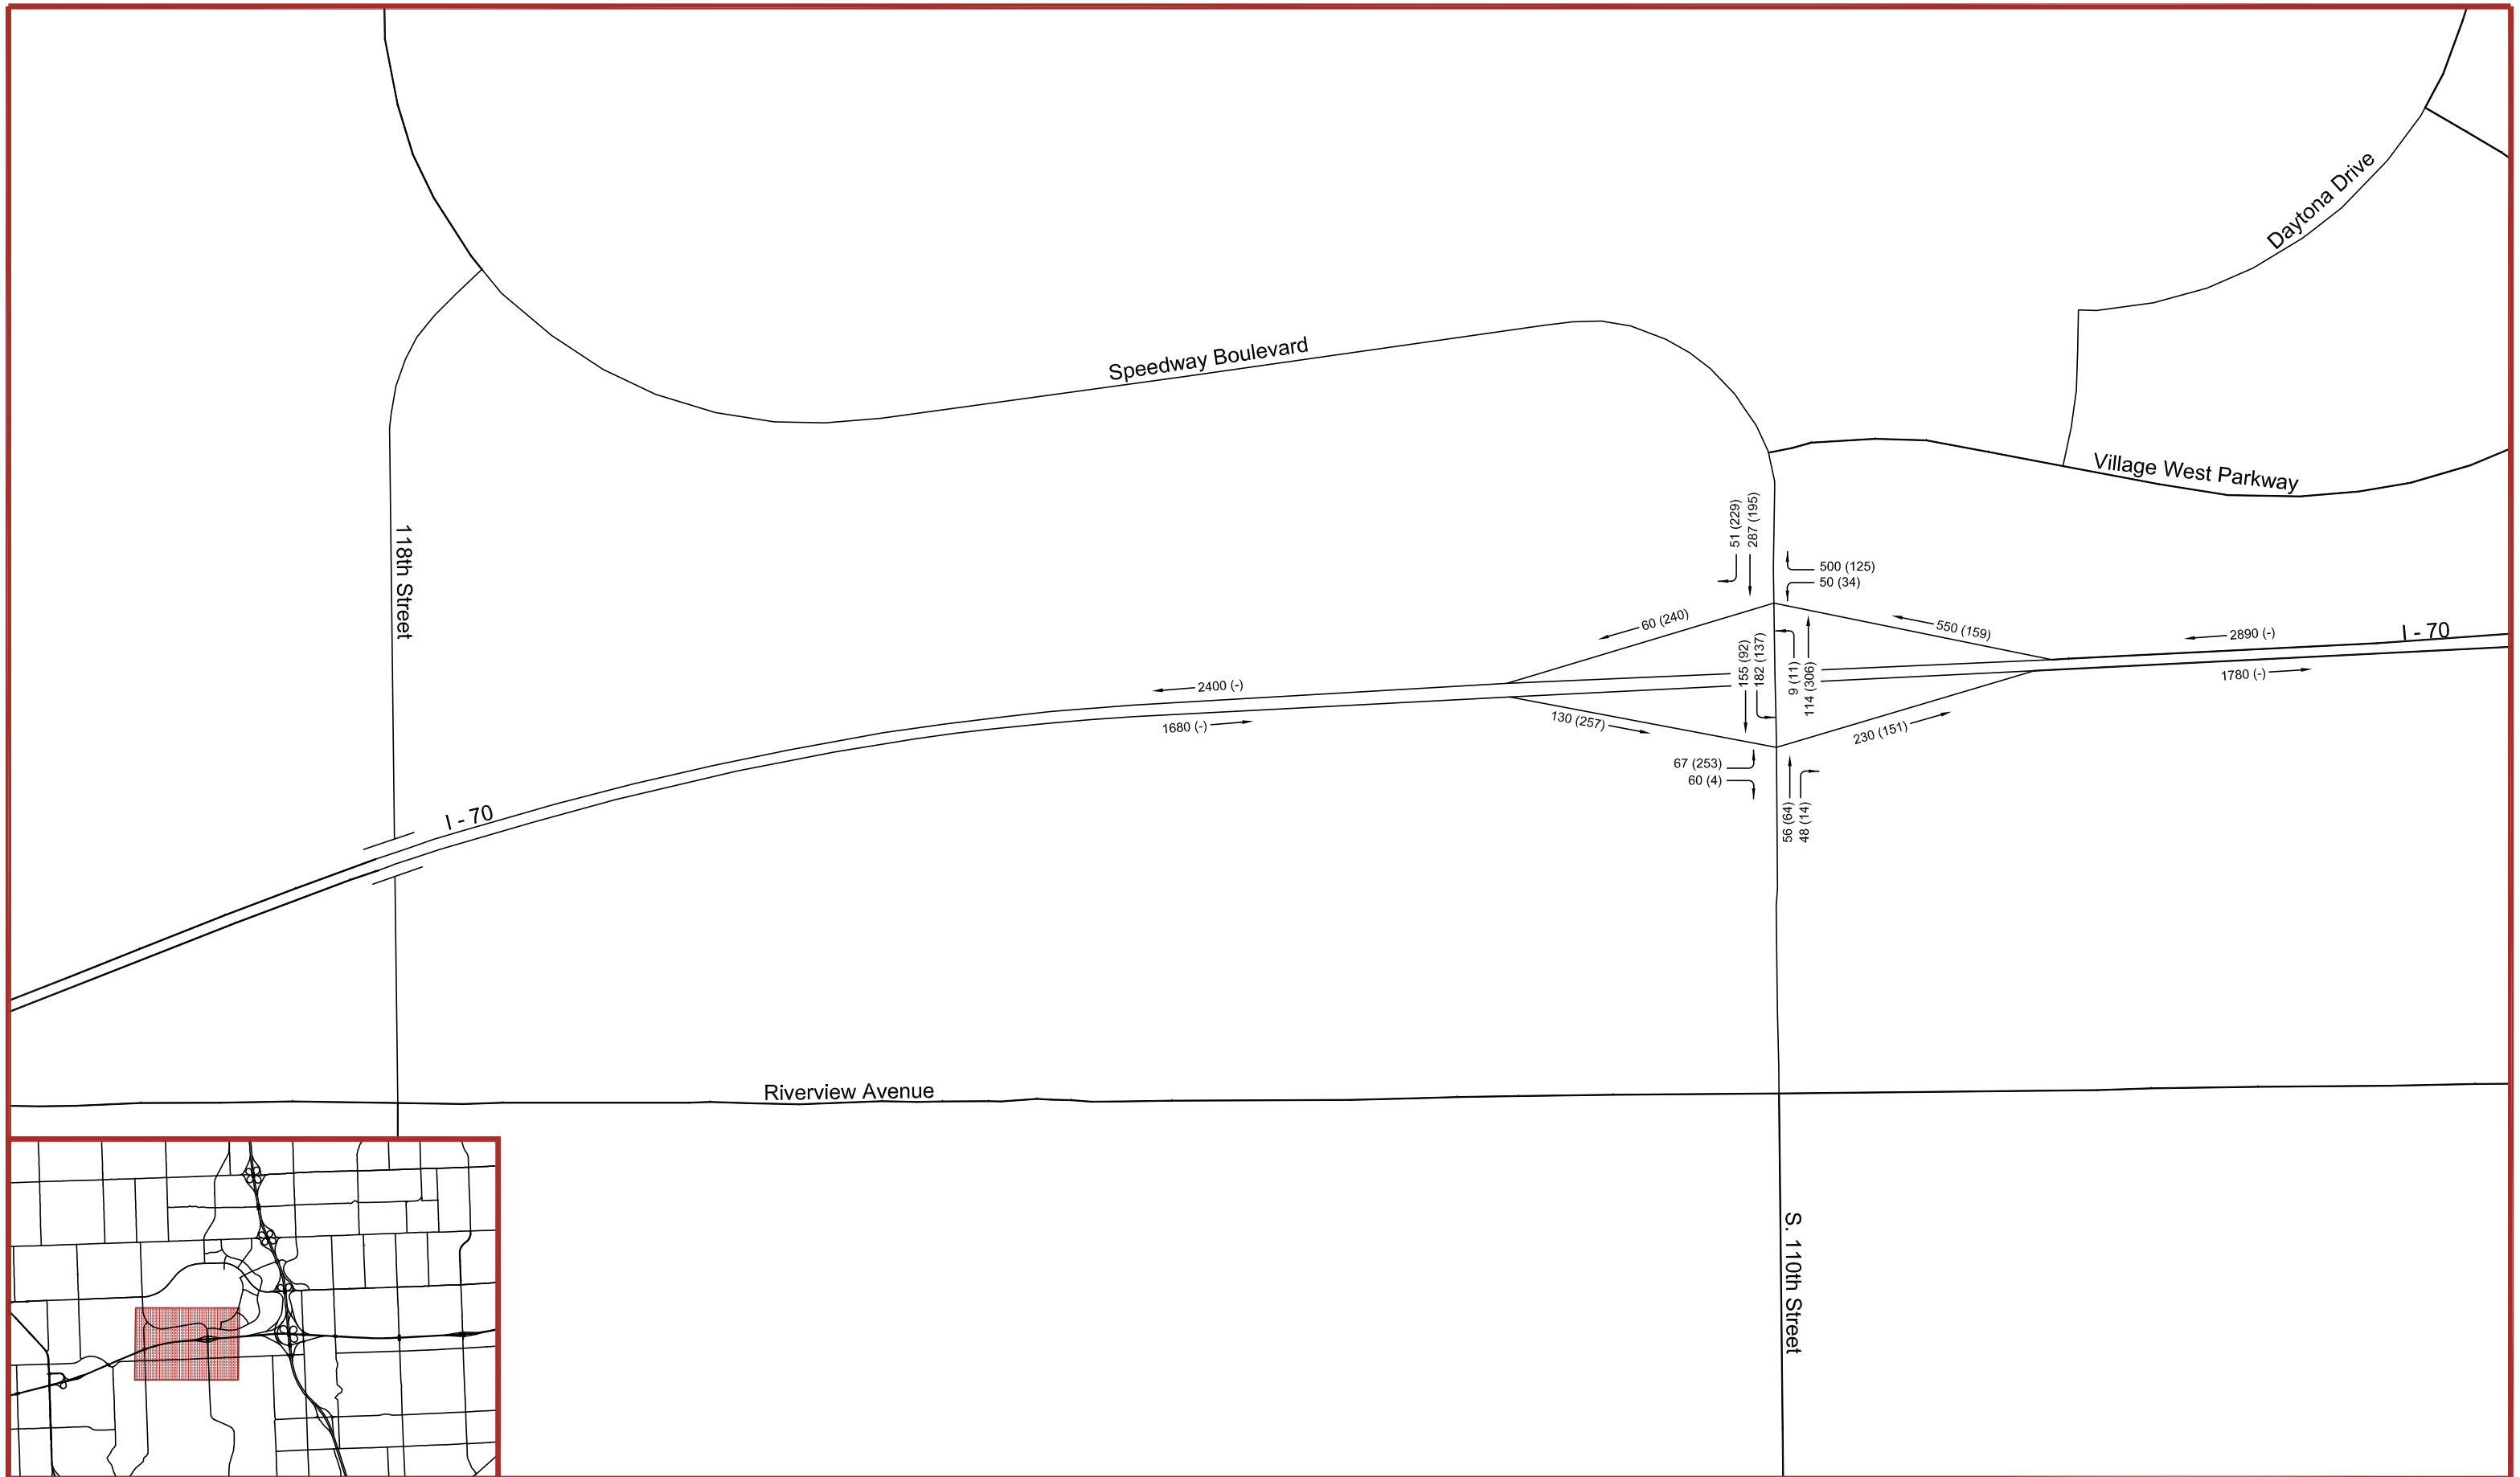 Daytona Drive
Speedway Boulevard
Village West Parkway
118th Street
51 (229)
287 (195)
500 (125)
50 (34)
60 (240)
550 (159)
2890 (-)
I - 70
1780 (-)
155 (92)
182 (137)
9 (11)
114 (306)
2400 (-)
1680 (-)
130 (257)
230 (151)
67 (253)
60 (4)
56 (64)
48 (14)
I - 70
Riverview Avenue
S. 110th Street